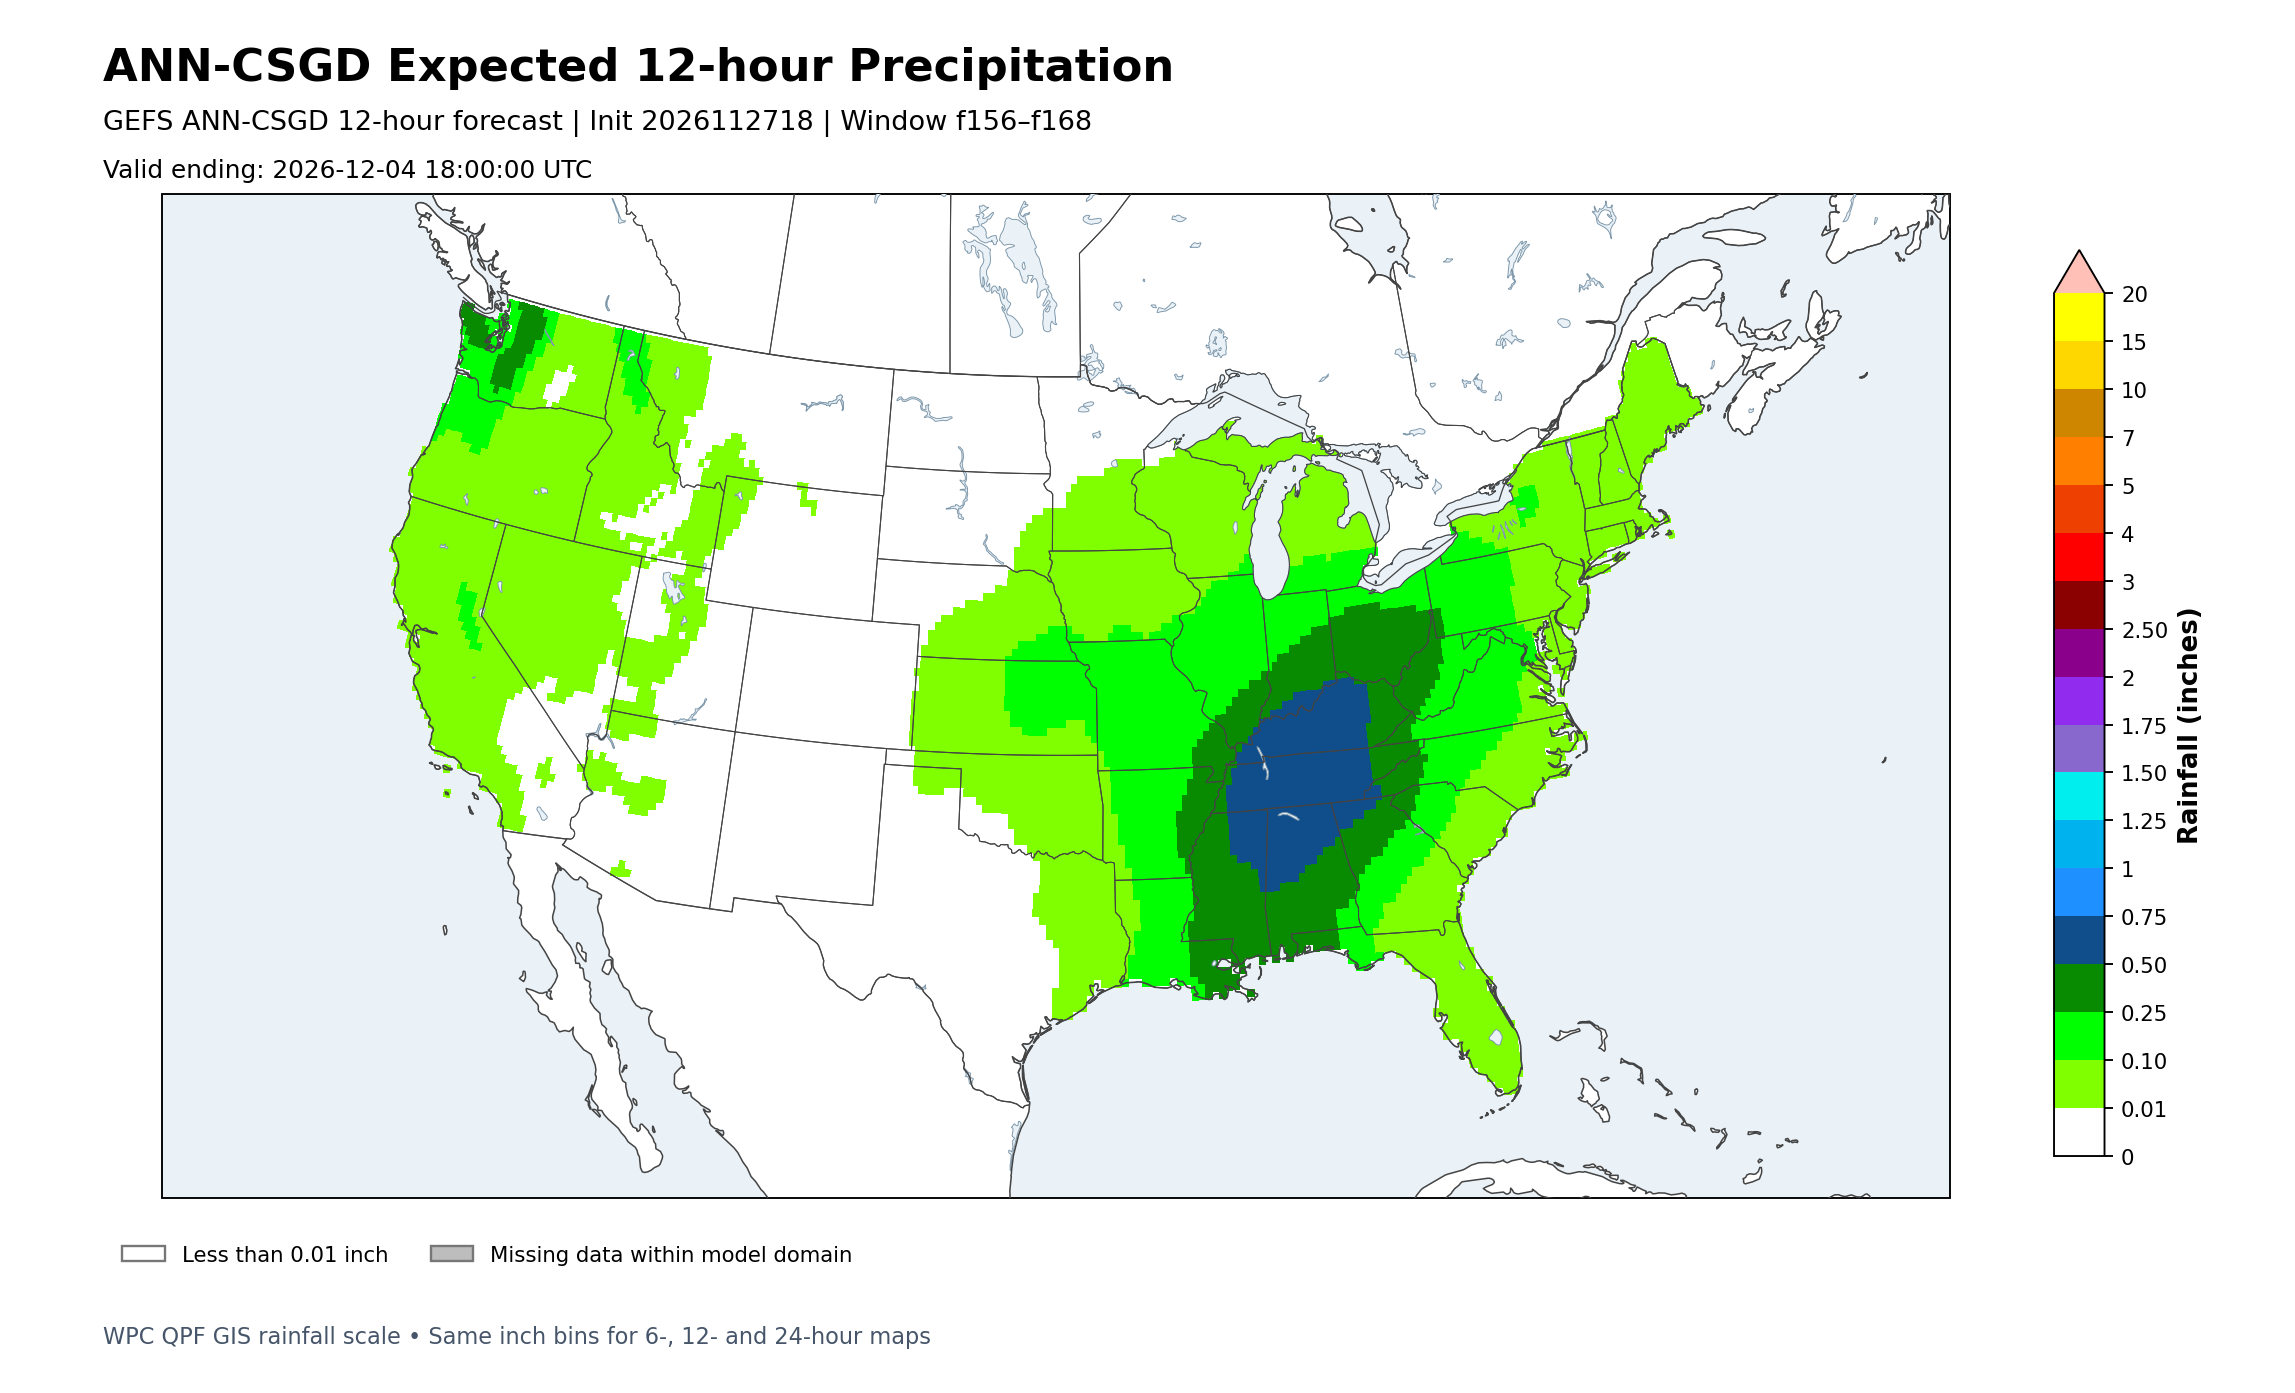 ANN-CSGD Expected 12-hour Precipitation
GEFS ANN-CSGD 12-hour forecast | Init 2026112718 | Window f156–f168
Valid ending: 2026-12-04 18:00:00 UTC
20
15
10
7
5
4
3
2.50
2
1.75
1.50
1.25
1
0.75
0.50
0.25
0.10
0.01
0
Rainfall (inches)
Less than 0.01 inch
Missing data within model domain
WPC QPF GIS rainfall scale • Same inch bins for 6-, 12- and 24-hour maps